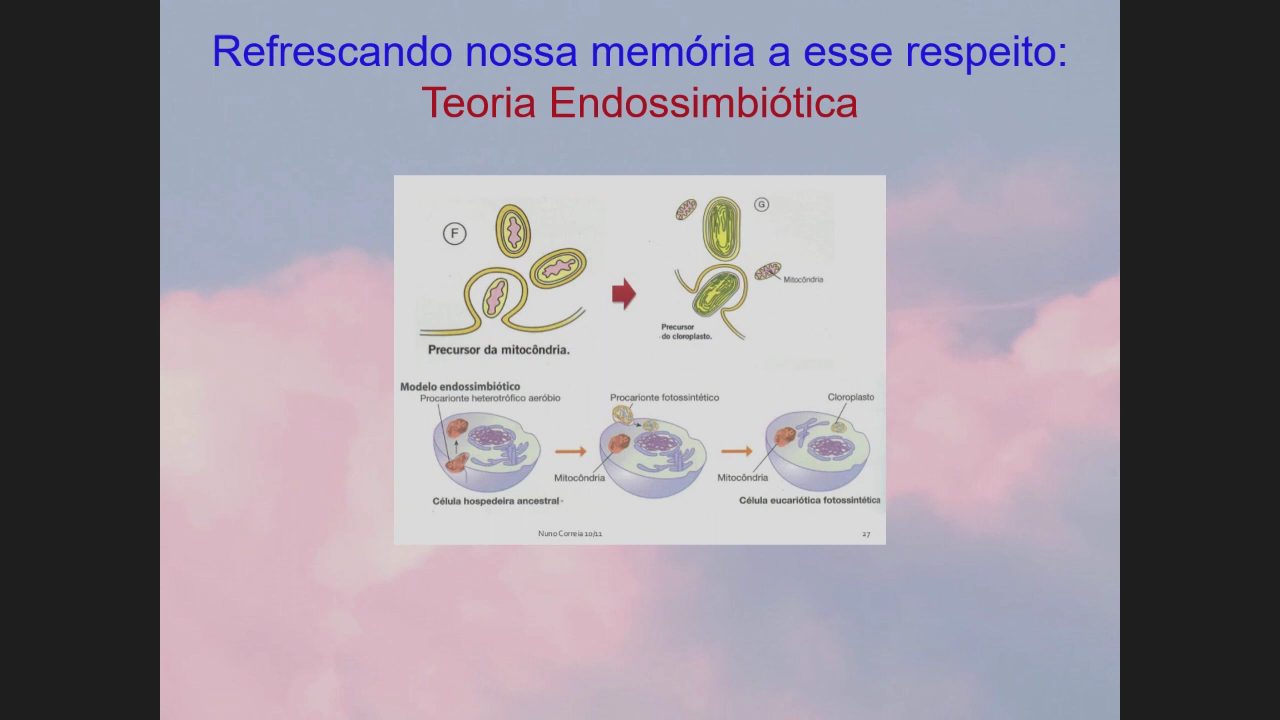 Refrescando nossa memória a esse respeito:
Teoria Endossimbiótica
F
G
Mitocôndria
Precursor
do cloroplasto.
Precursor da mitocôndria.
Modelo endossimbiótico
Procarionte heterotrófico aeróbio
Procarionte fotossintético
Cloroplasto
Mitocôndria
Mitocôndria
Célula hospedeira ancestral
Célula eucariótica fotossintética
Nuno Correia 10/11
27